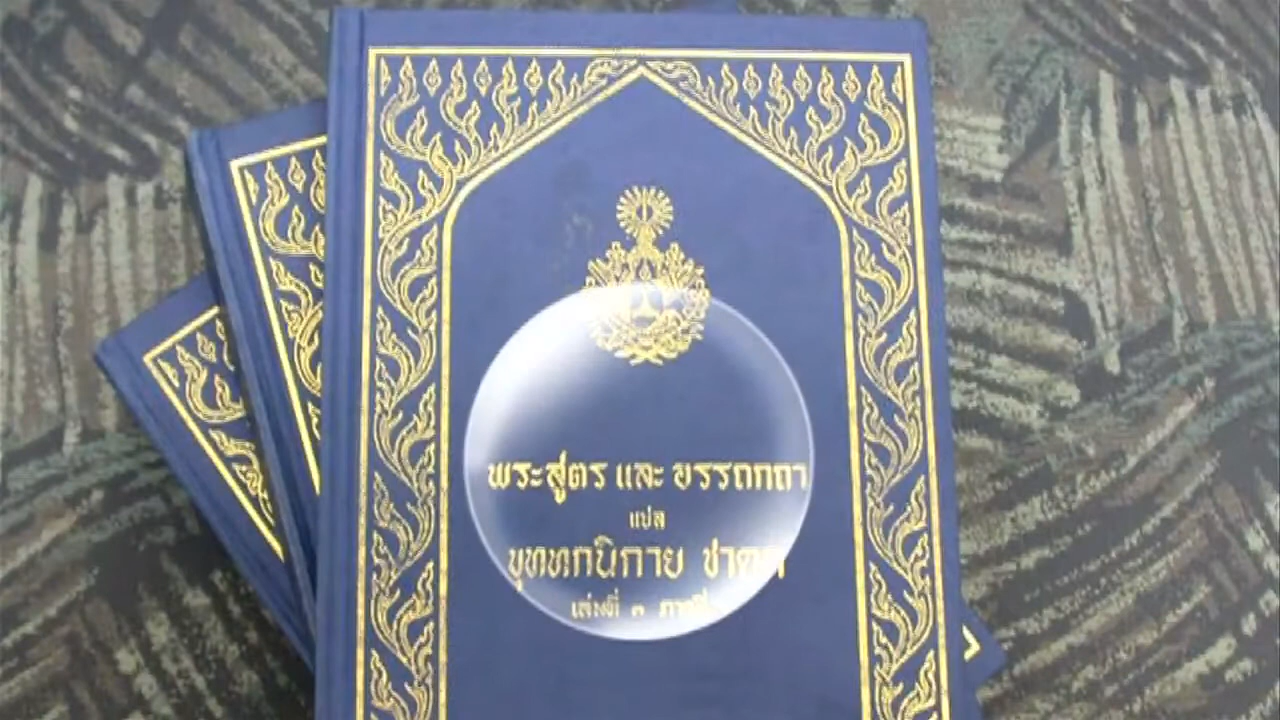 พระสูตร และ อรรถกถา
แปล
ขุททกนิกาย ชาดก
เล่มที่ ๓